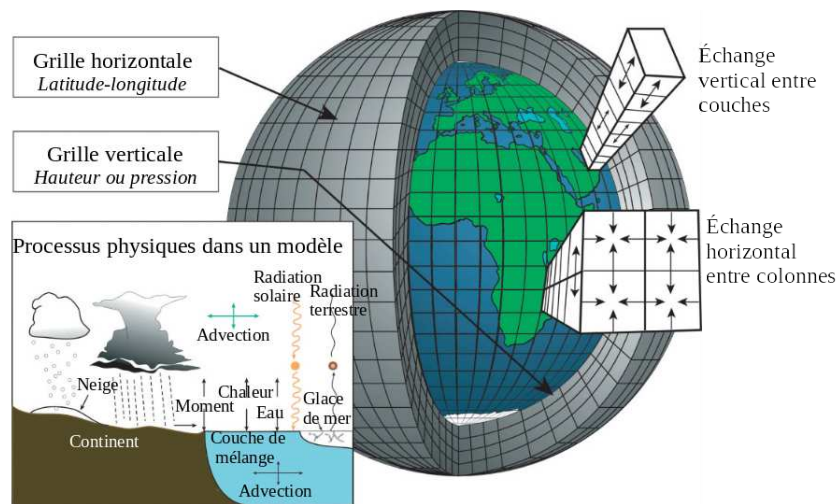 Grille horizontale
Latitude-longitude
Grille verticale
Hauteur ou pression
Échange
vertical entre
couches
Échange
horizontal
entre colonnes
Processus physiques dans un modèle
Radiation
solaire
Radiation
terrestre
Advection
Neige
Moment
Chaleur
Eau
Glace
de mer
Continent
Couche de
mélange
Advection